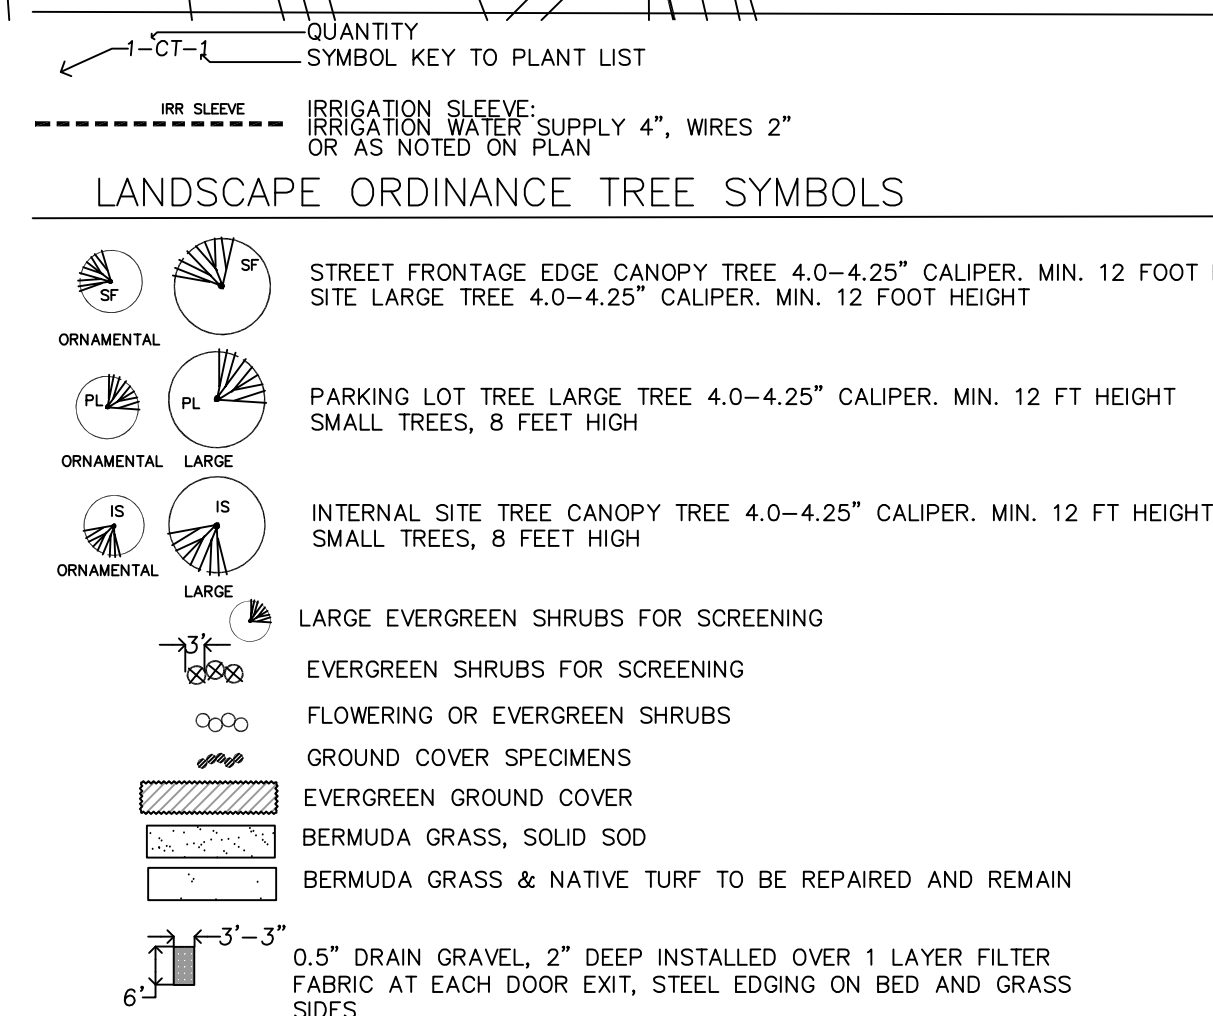 QUANTITY
1-CT-1
SYMBOL KEY TO PLANT LIST
IRR SLEEVE
IRRIGATION SLEEVE:
IRRIGATION WATER SUPPLY 4", WIRES 2"
OR AS NOTED ON PLAN
LANDSCAPE ORDINANCE TREE SYMBOLS
SF
SF
STREET FRONTAGE EDGE CANOPY TREE 4.0-4.25" CALIPER. MIN. 12 FOOT
SITE LARGE TREE 4.0-4.25" CALIPER. MIN. 12 FOOT HEIGHT
ORNAMENTAL
PL
PL
PARKING LOT TREE LARGE TREE 4.0-4.25" CALIPER. MIN. 12 FT HEIGHT
SMALL TREES, 8 FEET HIGH
ORNAMENTAL LARGE
IS
IS
INTERNAL SITE TREE CANOPY TREE 4.0-4.25" CALIPER. MIN. 12 FT HEIGHT
SMALL TREES, 8 FEET HIGH
ORNAMENTAL
LARGE
LARGE EVERGREEN SHRUBS FOR SCREENING
3'
EVERGREEN SHRUBS FOR SCREENING
FLOWERING OR EVERGREEN SHRUBS
GROUND COVER SPECIMENS
EVERGREEN GROUND COVER
BERMUDA GRASS, SOLID SOD
BERMUDA GRASS & NATIVE TURF TO BE REPAIRED AND REMAIN
3'-3"
6'
0.5" DRAIN GRAVEL, 2" DEEP INSTALLED OVER 1 LAYER FILTER
FABRIC AT EACH DOOR EXIT, STEEL EDGING ON BED AND GRASS
SIDES